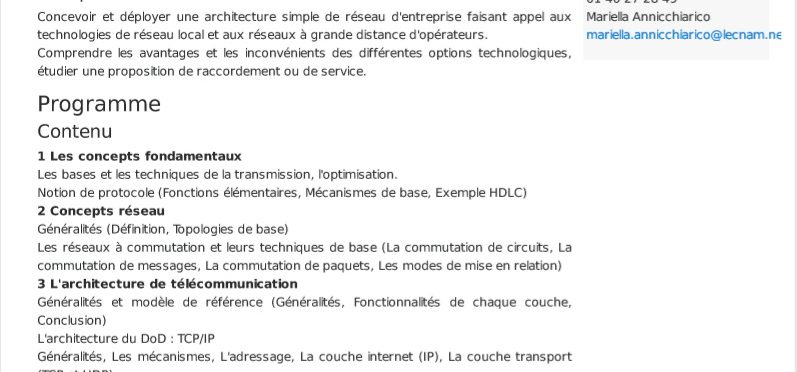 Concevoir et déployer une architecture simple de réseau d'entreprise faisant appel aux
technologies de réseau local et aux réseaux à grande distance d'opérateurs.
Comprendre les avantages et les inconvénients des différentes options technologiques,
étudier une proposition de raccordement ou de service.
Programme
Contenu
1 Les concepts fondamentaux
Les bases et les techniques de la transmission, l'optimisation.
Notion de protocole (Fonctions élémentaires, Mécanismes de base, Exemple HDLC)
2 Concepts réseau
Généralités (Définition, Topologies de base)
Les réseaux à commutation et leurs techniques de base (La commutation de circuits, La
commutation de messages, La commutation de paquets, Les modes de mise en relation)
3 L'architecture de télécommunication
Généralités et modèle de référence (Généralités, Fonctionnalités de chaque couche,
Conclusion)
L'architecture du DoD : TCP/IP
Généralités, Les mécanismes, L'adressage, La couche internet (IP), La couche transport
Mariella Annicchiarico
mariella.annicchiarico@lecnam.ne